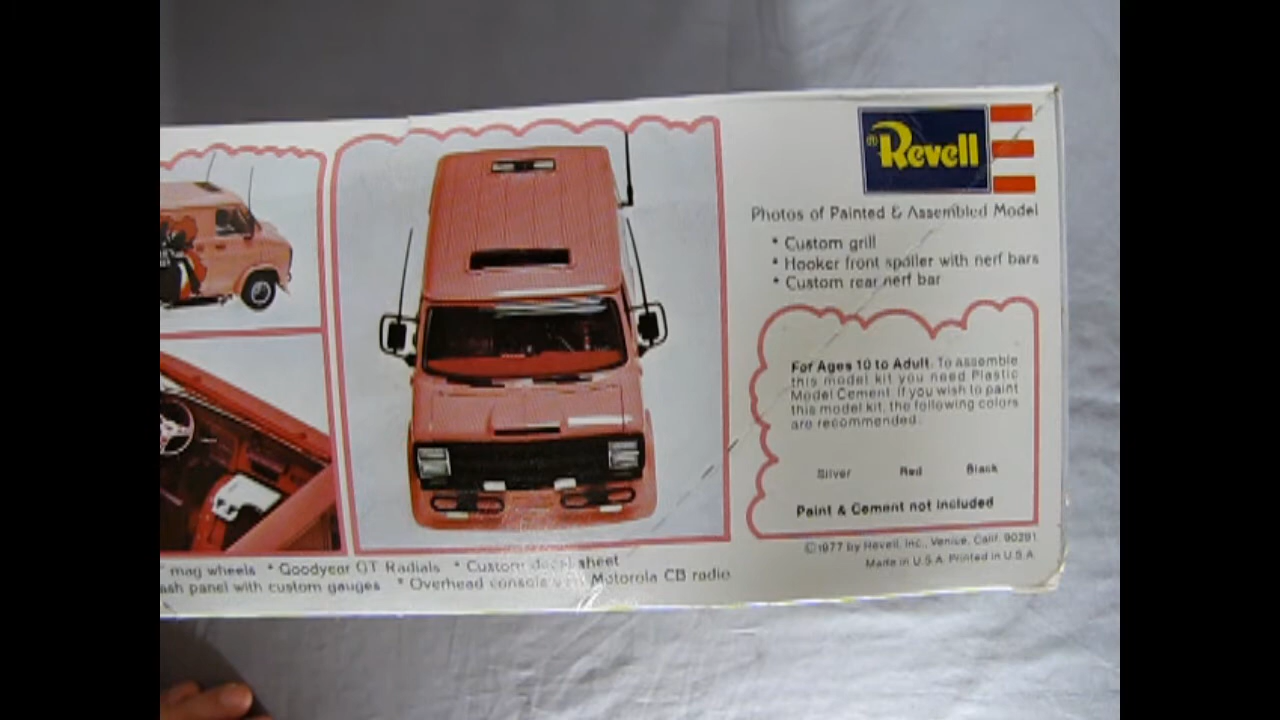 ® Revell
Photos of Painted & Assembled Model
* Custom grill
* Hooker front spoiler with nerf bars
* Custom rear nerf bar
For Ages 10 to Adult. To assemble
this model kit you need Plastic
Model Cement. If you wish to paint
this model kit, the following colors
are recommended.
Silver Red Black
Paint & Cement not included
©1977 by Revell, Inc., Venice, Calif. 90291
Made in U.S.A. Printed in U.S.A.
mag wheels * Goodyear GT Radials * Custom decal sheet
ash panel with custom gauges * Overhead console with Motorola CB radio